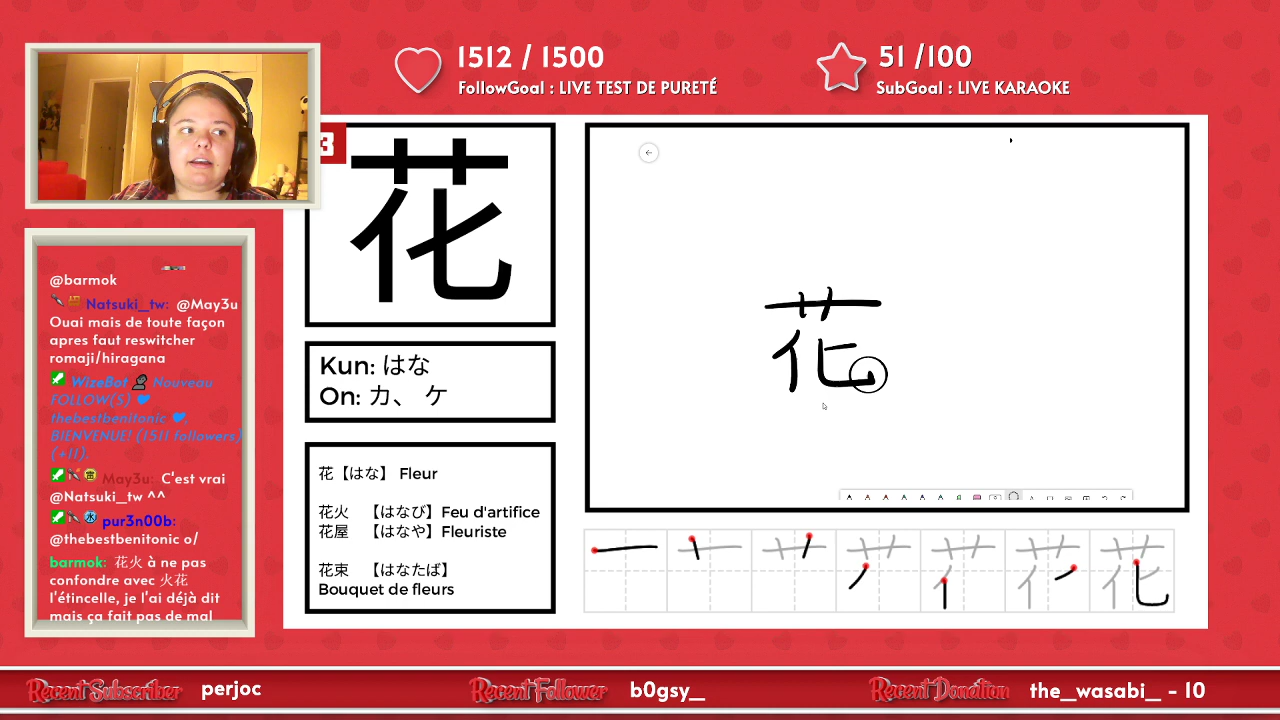 1512 / 1500
FollowGoal : LIVE TEST DE PURETÉ
51 /100
SubGoal : LIVE KARAOKE
3
花
Kun: はな
On: カ、 ケ
花【はな】 Fleur
花火 【はなび】Feu d'artifice
花屋 【はなや】Fleuriste
花束 【はなたば】
Bouquet de fleurs
花
@barmok
Natsuki_tw: @May3u
Ouai mais de toute façon
apres faut reswitcher
romaji/hiragana
WizeBot Nouveau
FOLLOW(S)
thebestbenitonic ,
BIENVENUE! (1511 followers)
(+11).
May3u: C'est vrai
@Natsuki_tw ^^
pur3n00b:
@thebestbenitonic o/
barmok: 花火 à ne pas
confondre avec 火花
l'étincelle, je l'ai déjà dit
mais ça fait pas de mal
Recent Subscriber perjoc
Recent Follower b0gsy_
Recent Donation the_wasabi_ - 10